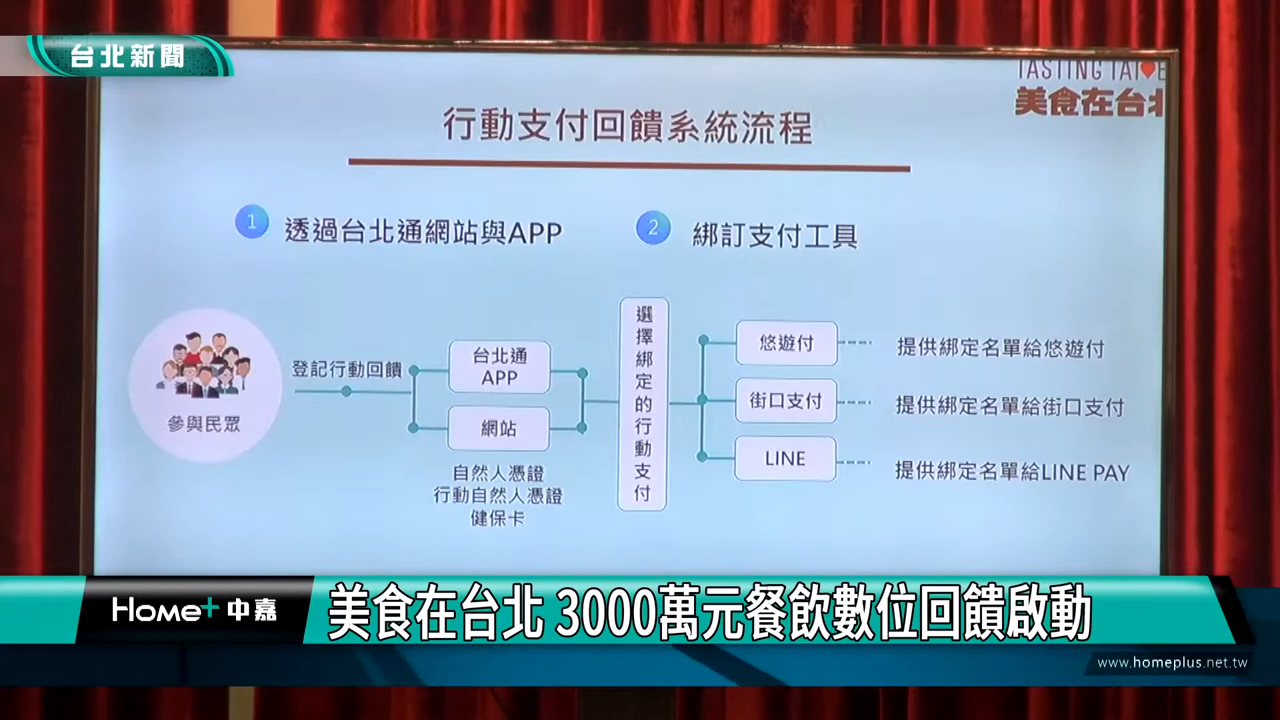 台北新聞
TASTING TAI
美食在台北
行動支付回饋系統流程
1 透過台北通網站與APP
2 綁訂支付工具
參與民眾
登記行動回饋
台北通
APP
網站
自然人憑證
行動自然人憑證
健保卡
選擇綁定的行動支付
悠遊付
提供綁定名單給悠遊付
街口支付
提供綁定名單給街口支付
LINE
提供綁定名單給LINE PAY
Home+中嘉
美食在台北 3000萬元餐飲數位回饋啟動
www.homeplus.net.tw